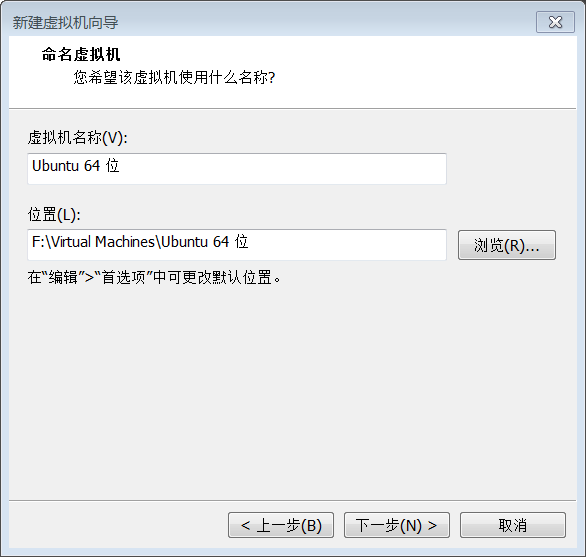 新建虚拟机向导
命名虚拟机
您希望该虚拟机使用什么名称?
虚拟机名称(V):
Ubuntu 64 位
位置(L):
F:\Virtual Machines\Ubuntu 64 位
浏览(R)...
在“编辑”>“首选项”中可更改默认位置。
< 上一步(B)
下一步(N) >
取消